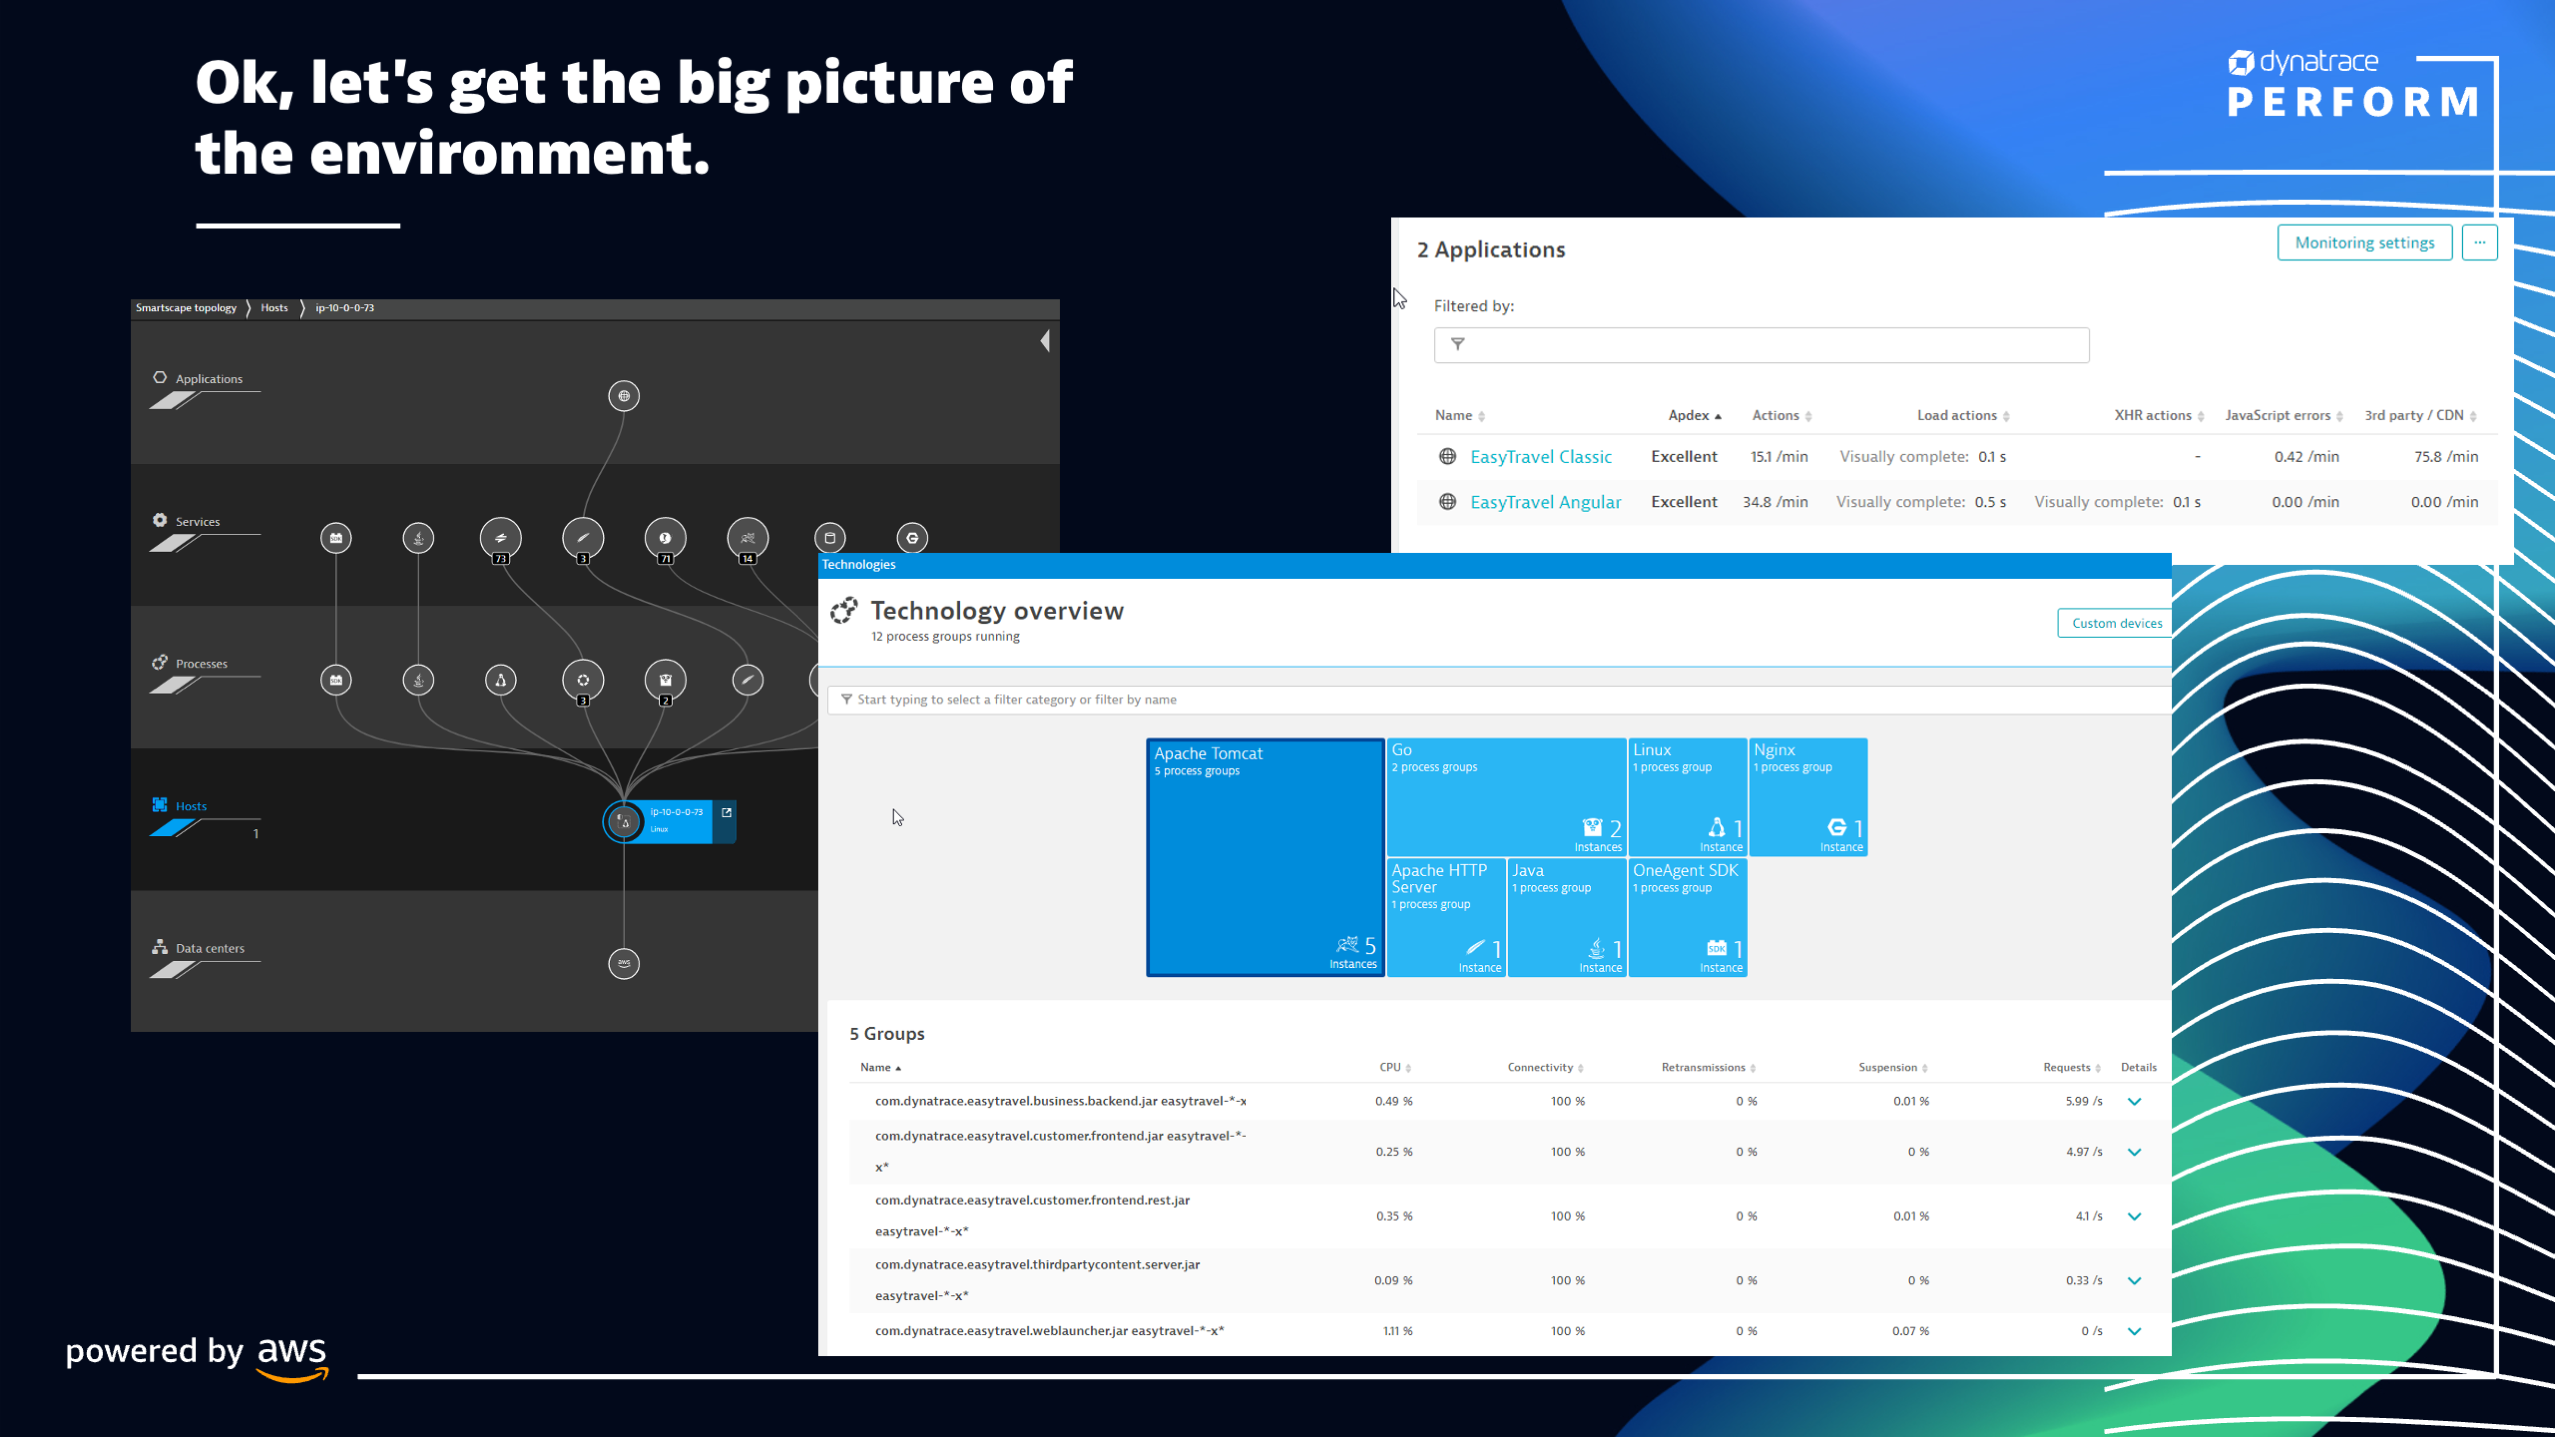 Ok, let's get the big picture of
the environment.
dynatrace
PERFORM
Smartscape topology Hosts ip-10-0-0-73
Applications
Services
73 3 71 14
Processes
3 2
Hosts
1
ip-10-0-0-73
Linux
Data centers
aws
2 Applications
Monitoring settings ...
Filtered by:
Name Apdex Actions Load actions XHR actions JavaScript errors 3rd party / CDN
EasyTravel Classic Excellent 15.1 /min Visually complete: 0.1 s - 0.42 /min 75.8 /min
EasyTravel Angular Excellent 34.8 /min Visually complete: 0.5 s Visually complete: 0.1 s 0.00 /min 0.00 /min
Technologies
Technology overview
12 process groups running
Custom devices
Start typing to select a filter category or filter by name
Apache Tomcat
5 process groups
5
Instances
Go
2 process groups
2
Instances
Linux
1 process group
1
Instance
Nginx
1 process group
1
Instance
Apache HTTP
Server
1 process group
1
Instance
Java
1 process group
1
Instance
OneAgent SDK
1 process group
SDK 1
Instance
5 Groups
Name CPU Connectivity Retransmissions Suspension Requests Details
com.dynatrace.easytravel.business.backend.jar easytravel-*-x 0.49 % 100 % 0 % 0.01 % 5.99 /s
com.dynatrace.easytravel.customer.frontend.jar easytravel-*-
x* 0.25 % 100 % 0 % 0 % 4.97 /s
com.dynatrace.easytravel.customer.frontend.rest.jar
easytravel-*-x* 0.35 % 100 % 0 % 0.01 % 4.1 /s
com.dynatrace.easytravel.thirdpartycontent.server.jar
easytravel-*-x* 0.09 % 100 % 0 % 0 % 0.33 /s
com.dynatrace.easytravel.weblauncher.jar easytravel-*-x* 1.11 % 100 % 0 % 0.07 % 0 /s
powered by aws